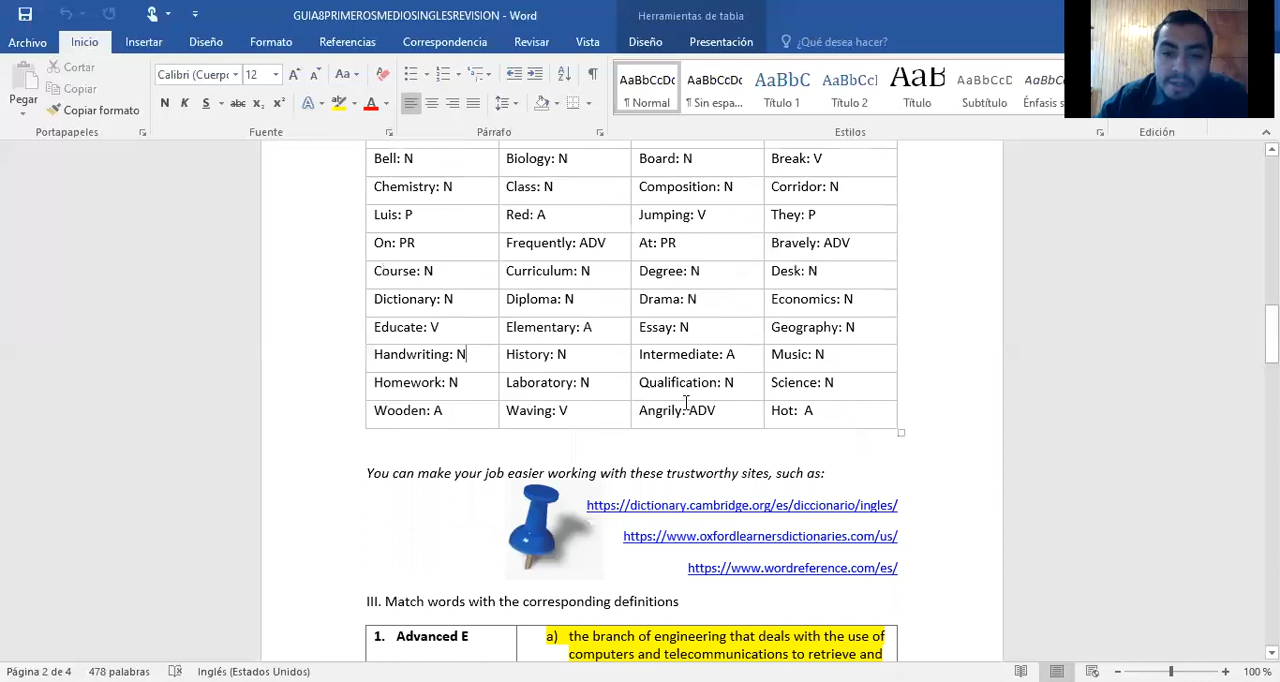 GUIA8PRIMEROSMEDIOSINGLESREVISION - Word
Herramientas de tabla
Archivo Inicio Insertar Diseño Formato Referencias Correspondencia Revisar Vista Diseño Presentación ¿Qué desea hacer?
Pegar
Cortar
Copiar
Copiar formato
Calibri (Cuerpo 12
AaBbCcDc AaBbCcDc AaBbC AaBbCcl AaB AaBbCcD AaBbCcD
¶ Normal ¶ Sin espa... Título 1 Título 2 Título Subtítulo Énfasis s
Portapapeles Fuente Párrafo Estilos Edición
Bell: N Biology: N Board: N Break: V
Chemistry: N Class: N Composition: N Corridor: N
Luis: P Red: A Jumping: V They: P
On: PR Frequently: ADV At: PR Bravely: ADV
Course: N Curriculum: N Degree: N Desk: N
Dictionary: N Diploma: N Drama: N Economics: N
Educate: V Elementary: A Essay: N Geography: N
Handwriting: N History: N Intermediate: A Music: N
Homework: N Laboratory: N Qualification: N Science: N
Wooden: A Waving: V Angrily: ADV Hot: A
You can make your job easier working with these trustworthy sites, such as:
https://dictionary.cambridge.org/es/diccionario/ingles/
https://www.oxfordlearnersdictionaries.com/us/
https://www.wordreference.com/es/
III. Match words with the corresponding definitions
1. Advanced E
a) the branch of engineering that deals with the use of
computers and telecommunications to retrieve and
Página 2 de 4 478 palabras Inglés (Estados Unidos) 100 %